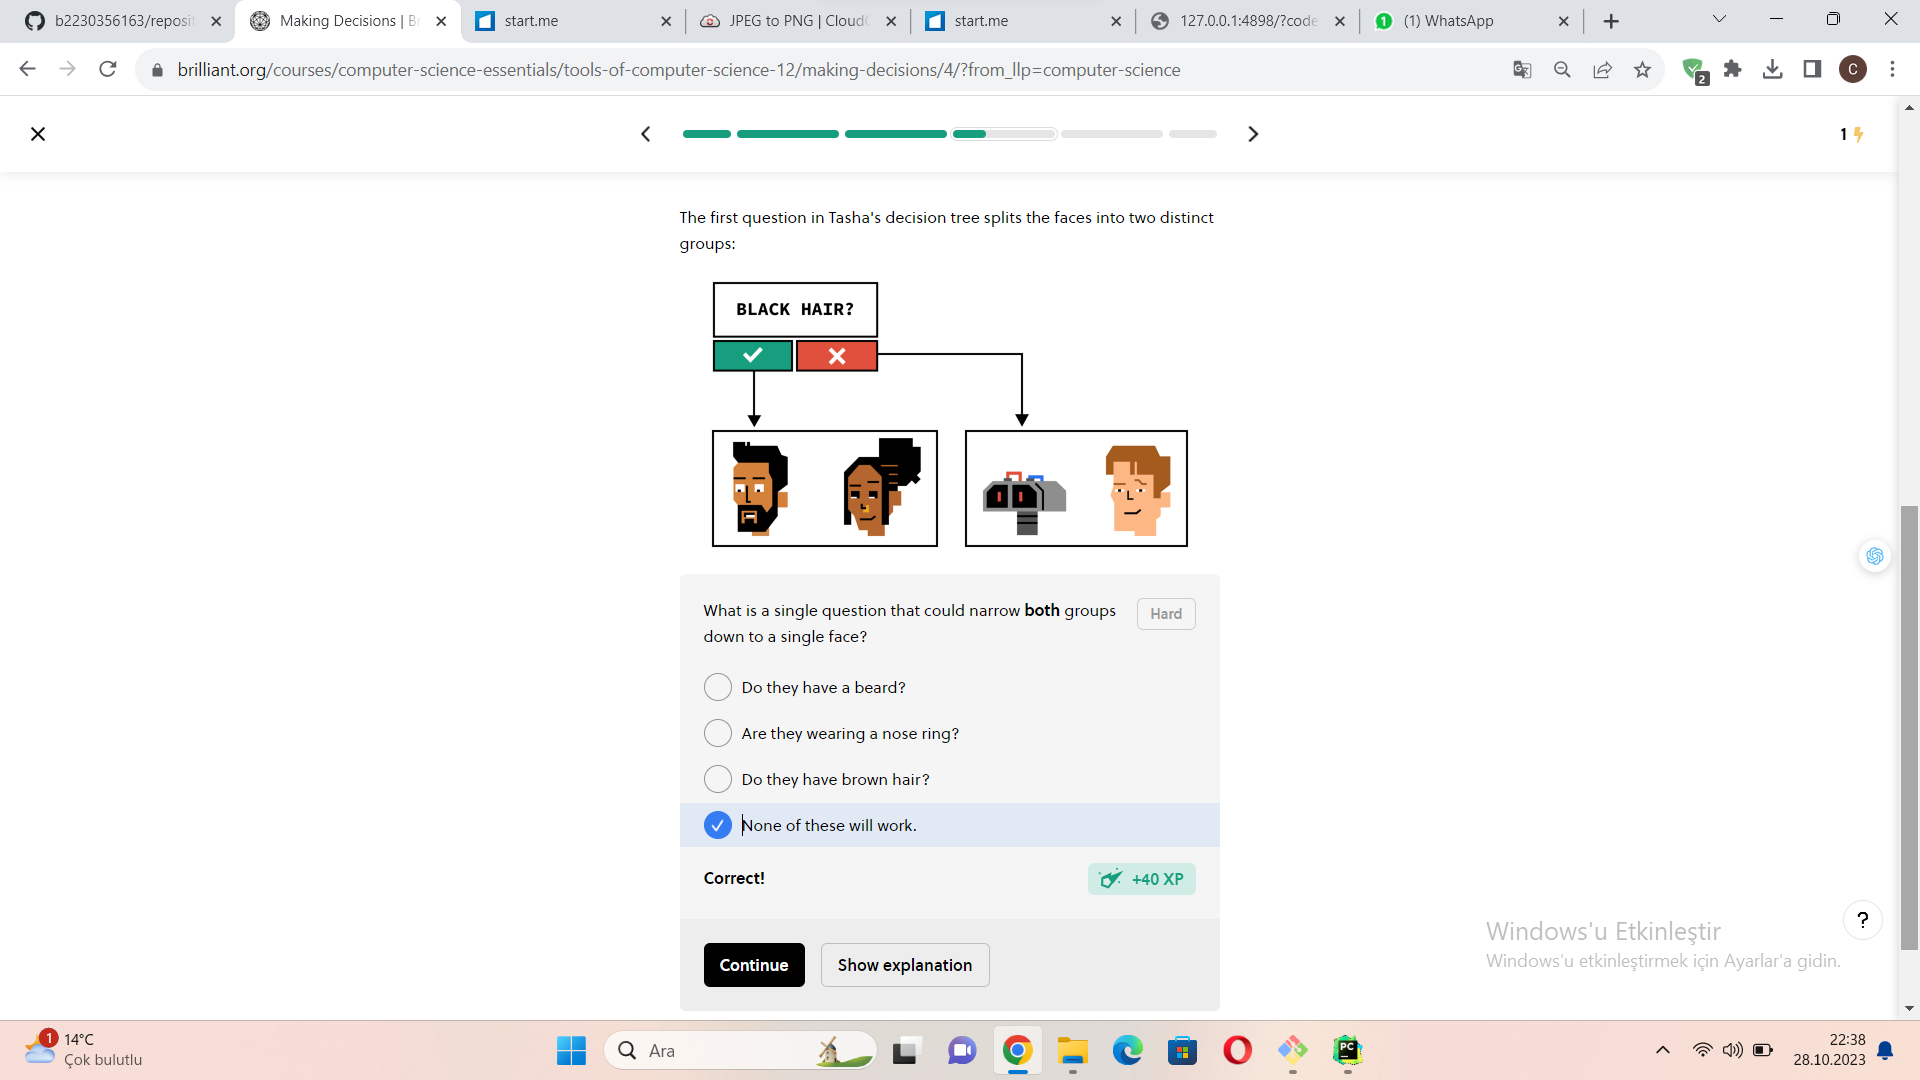 b2230356163/reposit
Making Decisions | B
start.me
JPEG to PNG | Cloud
start.me
127.0.0.1:4898/?code
1
(1) WhatsApp
brilliant.org/courses/computer-science-essentials/tools-of-computer-science-12/making-decisions/4/?from_llp=computer-science
2
C
1
The first question in Tasha's decision tree splits the faces into two distinct
groups:
BLACK HAIR?
What is a single question that could narrow both groups
down to a single face?
Hard
Do they have a beard?
Are they wearing a nose ring?
Do they have brown hair?
None of these will work.
Correct!
+40 XP
Continue
Show explanation
?
Windows'u Etkinleştir
Windows'u etkinleştirmek için Ayarlar'a gidin.
1
14°C
Çok bulutlu
Ara
PC
22:38
28.10.2023